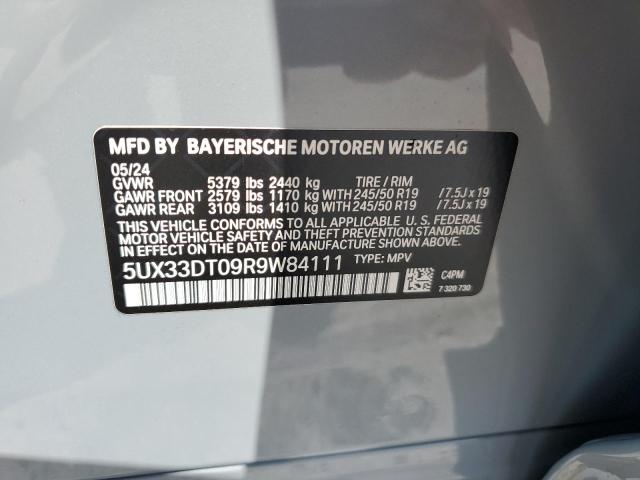 MFD BY BAYERISCHE MOTOREN WERKE AG
05/24
GVWR 5379 lbs 2440 kg TIRE / RIM
GAWR FRONT 2579 lbs 1170 kg WITH 245/50 R19 /7.5J x 19
GAWR REAR 3109 lbs 1410 kg WITH 245/50 R19 /7.5J x 19
THIS VEHICLE CONFORMS TO ALL APPLICABLE U. S. FEDERAL
MOTOR VEHICLE SAFETY AND THEFT PREVENTION STANDARDS
IN EFFECT ON THE DATE OF MANUFACTURE SHOWN ABOVE.
5UX33DT09R9W84111 TYPE: MPV
C4PM
7 320 730